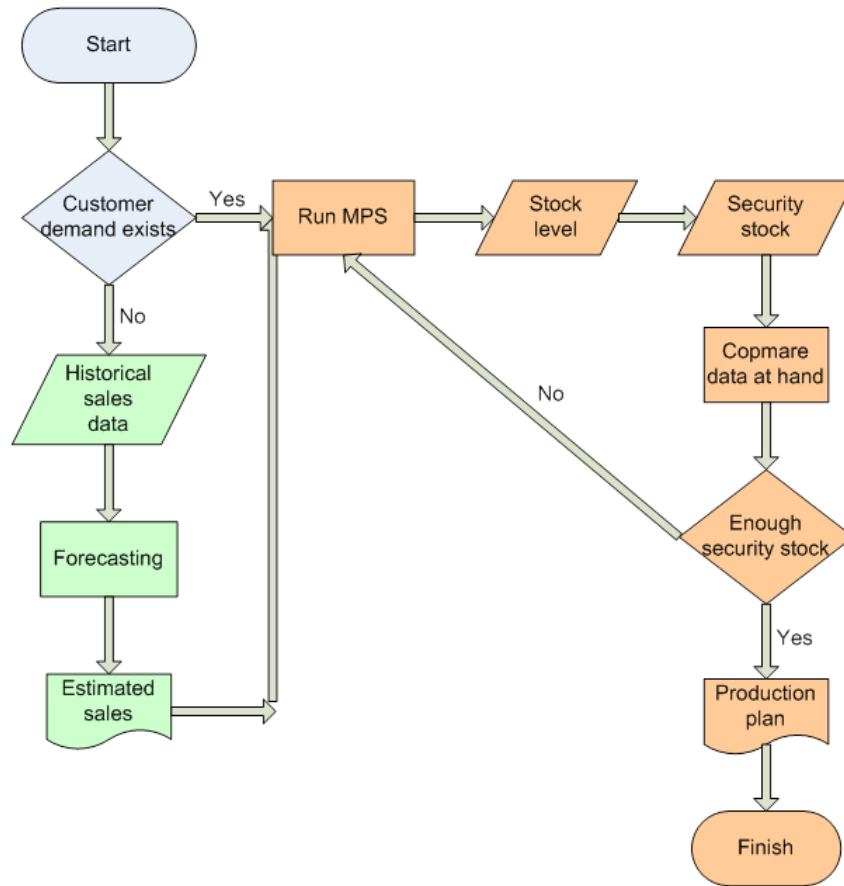 Start
Customer
demand exists
Yes
Run MPS
Stock
level
Security
stock
No
Historical
sales
data
Copmare
data at hand
No
Forecasting
Enough
security stock
Yes
Estimated
sales
Production
plan
Finish